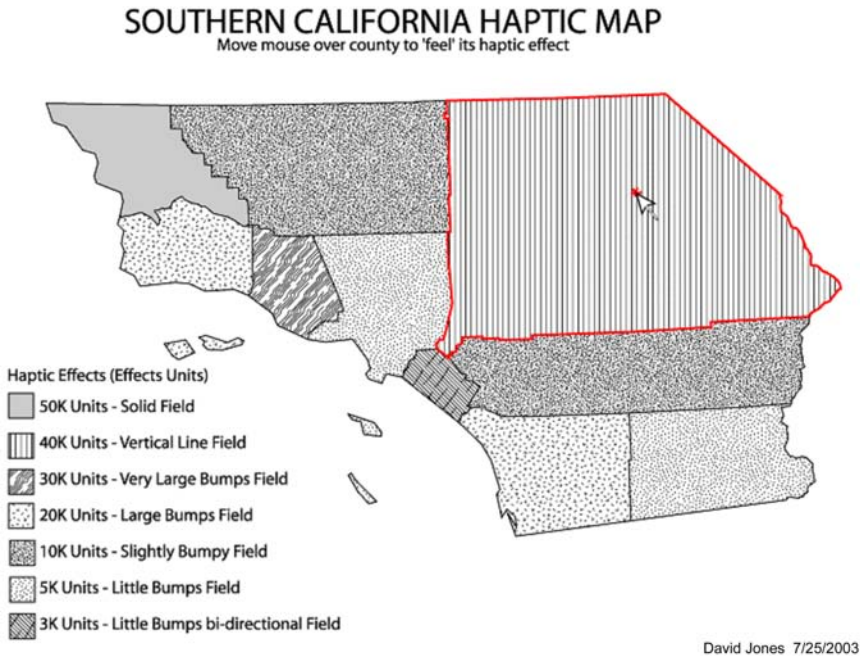 SOUTHERN CALIFORNIA HAPTIC MAP
Move mouse over county to 'feel' its haptic effect
Haptic Effects (Effects Units)
50K Units - Solid Field
40K Units - Vertical Line Field
30K Units - Very Large Bumps Field
20K Units - Large Bumps Field
10K Units - Slightly Bumpy Field
5K Units - Little Bumps Field
3K Units - Little Bumps bi-directional Field
David Jones 7/25/2003